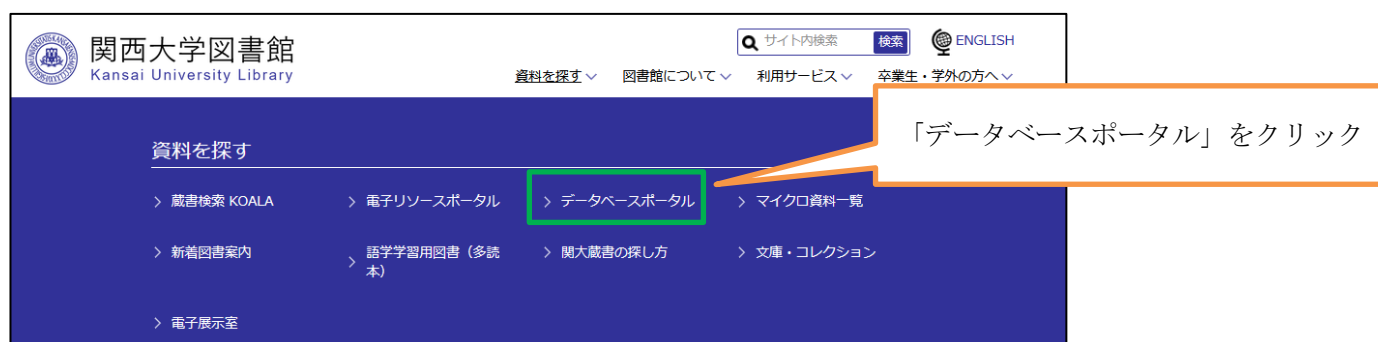 関西大学図書館
Kansai University Library
サイト内検索
検索
ENGLISH
資料を探す
図書館について
利用サービス
卒業生・学外の方へ
「データベースポータル」をクリック
資料を探す
蔵書検索 KOALA
電子リソースポータル
データベースポータル
マイクロ資料一覧
新着図書案内
語学学習用図書（多読
本）
関大蔵書の探し方
文庫・コレクション
電子展示室